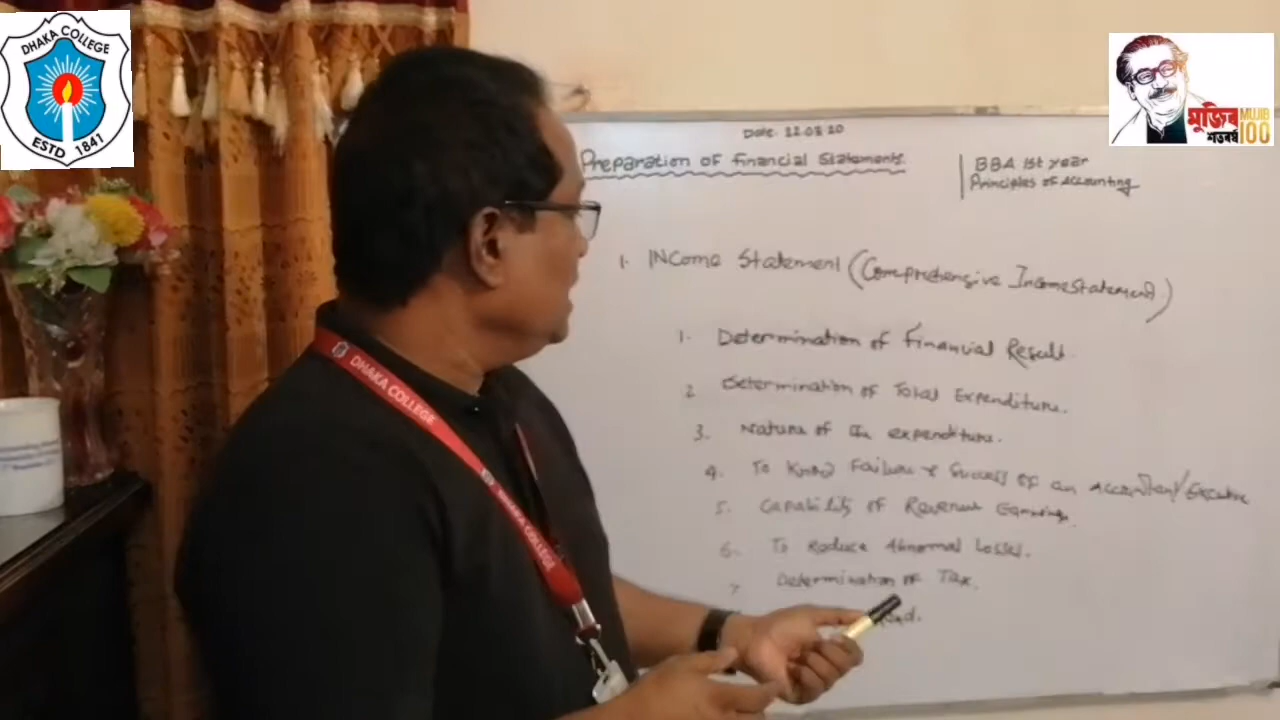 DHAKA COLLEGE
ESTD 1841
মুজিব MUJIB
শতবর্ষ 100
Date. 22.08.20
Preparation of Financial Statements.
BBA 1st year
Principles of Accounting
1. INCome Statement (Comprehensive Income Statement)
1. Determination of Financial Result.
2 Determination of Total Expenditure.
3. Nature of expenditure.
4. To Know Failure & Success of an Accountant/Executive
5. Capability of Revenue Earnings.
6. To Reduce Abnormal Losses.
7 Determination of Tax.
DHAKA COLLEGE
DHAKA COLLEGE